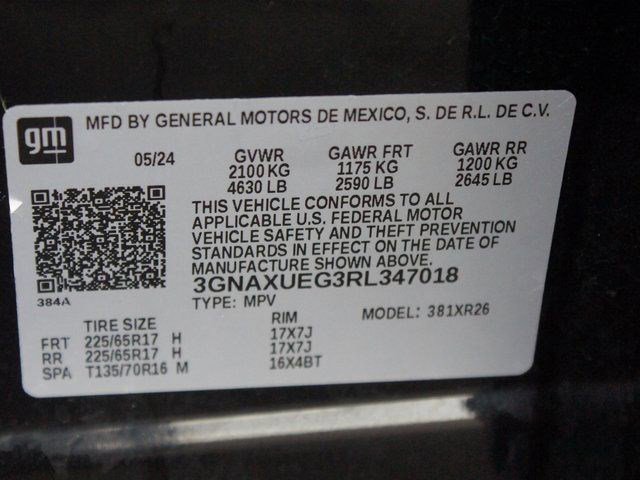 gm MFD BY GENERAL MOTORS DE MEXICO, S. DE R.L. DE C.V.
05/24 GVWR GAWR FRT GAWR RR
2100 KG 1175 KG 1200 KG
4630 LB 2590 LB 2645 LB
THIS VEHICLE CONFORMS TO ALL
APPLICABLE U.S. FEDERAL MOTOR
VEHICLE SAFETY AND THEFT PREVENTION
STANDARDS IN EFFECT ON THE DATE OF
MANUFACTURE SHOWN ABOVE.
384A 3GNAXUEG3RL347018
TYPE: MPV MODEL: 381XR26
TIRE SIZE RIM
FRT 225/65R17 H 17X7J
RR 225/65R17 H 17X7J
SPA T135/70R16 M 16X4BT